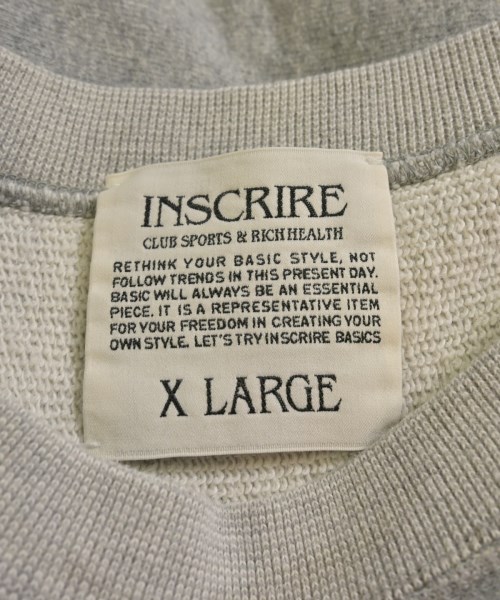 INSCRIRE
CLUB SPORTS & RICH HEALTH
RETHINK YOUR BASIC STYLE, NOT
FOLLOW TRENDS IN THIS PRESENT DAY.
BASIC WILL ALWAYS BE AN ESSENTIAL
PIECE. IT IS A REPRESENTATIVE ITEM
FOR YOUR FREEDOM IN CREATING YOUR
OWN STYLE. LET'S TRY INSCRIRE BASICS
X LARGE